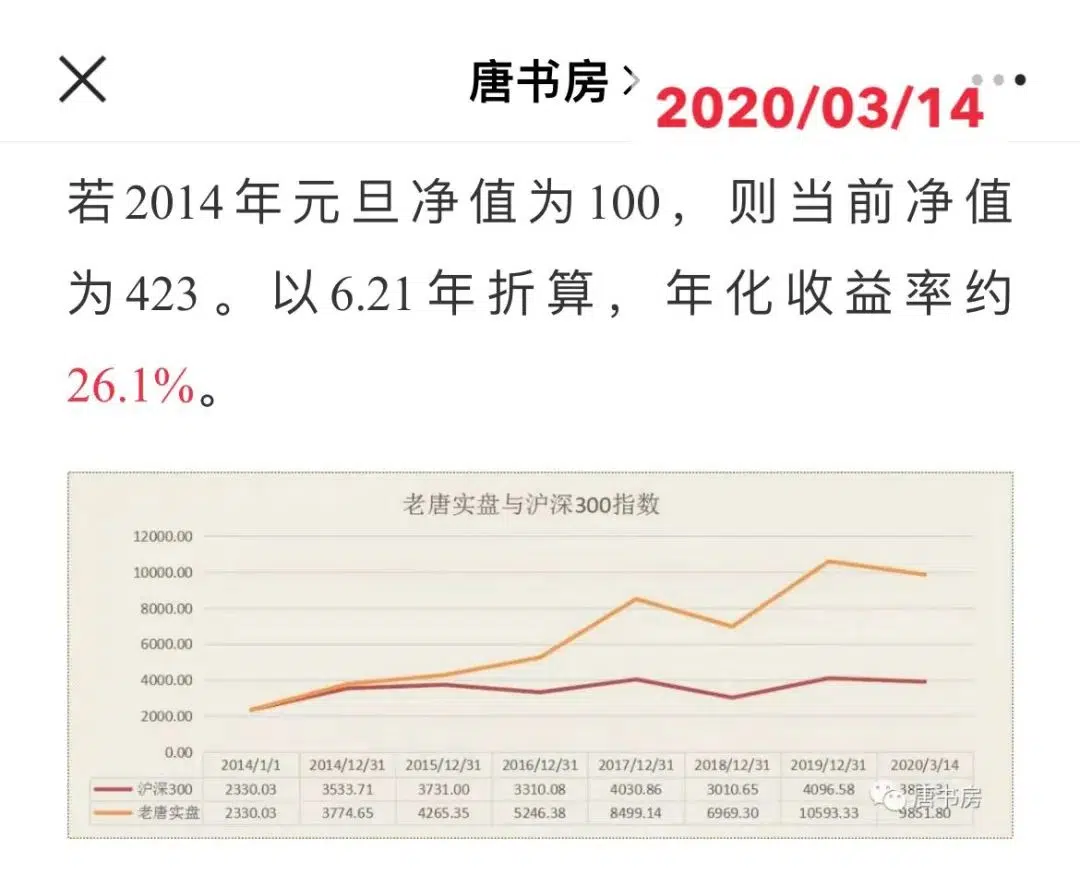 唐书房
2020/03/14
若2014年元旦净值为100，则当前净值
为423。以6.21年折算，年化收益率约
26.1%。
老唐实盘与沪深300指数
12000.00
10000.00
8000.00
6000.00
4000.00
2000.00
0.00
2014/1/1 2014/12/31 2015/12/31 2016/12/31 2017/12/31 2018/12/31 2019/12/31 2020/3/14
沪深300 2330.03 3533.71 3731.00 3310.08 4030.86 3010.65 4096.58
老唐实盘 2330.03 3774.65 4265.35 5246.38 8499.14 6969.30 10593.33 9851.80
唐书房